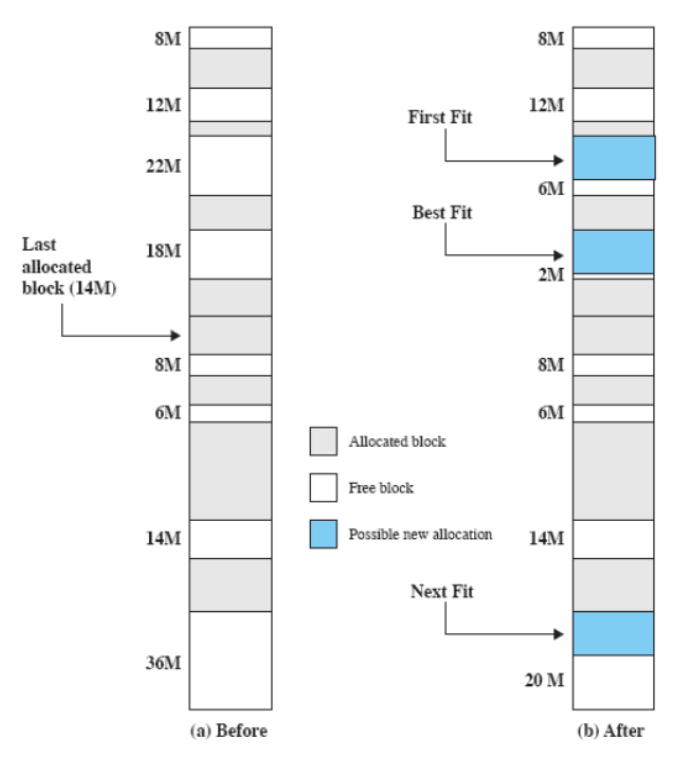 8M
12M
22M
18M
Last
allocated
block (14M)
8M
6M
14M
36M
(a) Before
Allocated block
Free block
Possible new allocation
8M
12M
First Fit
6M
Best Fit
2M
8M
6M
14M
Next Fit
20 M
(b) After